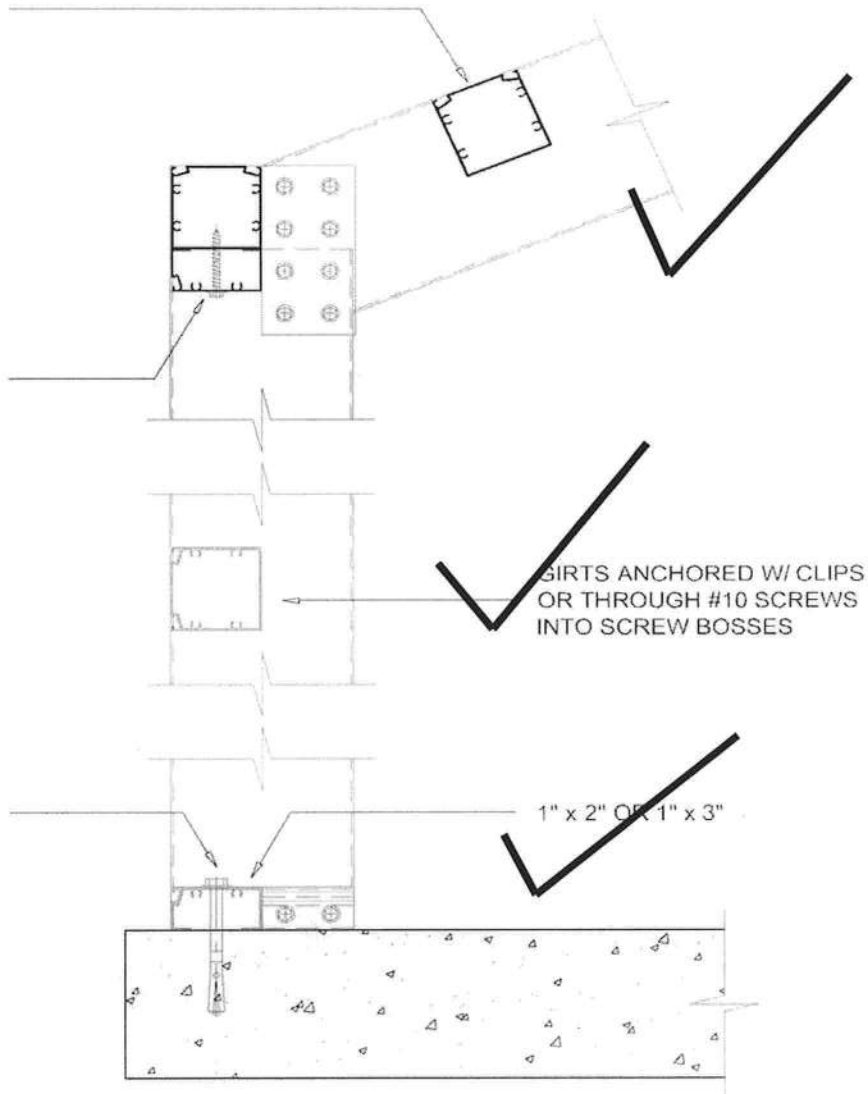 GIRTS ANCHORED W/ CLIPS
OR THROUGH #10 SCREWS
INTO SCREW BOSSES
1" x 2" OR 1" x 3"